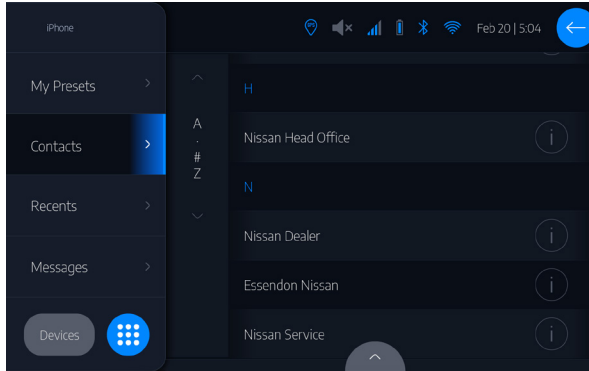 iPhone
Feb 20 | 5:04
My Presets
Contacts
Recents
Messages
Devices
A
.
#
Z
H
Nissan Head Office
i
N
Nissan Dealer
i
Essendon Nissan
i
Nissan Service
i